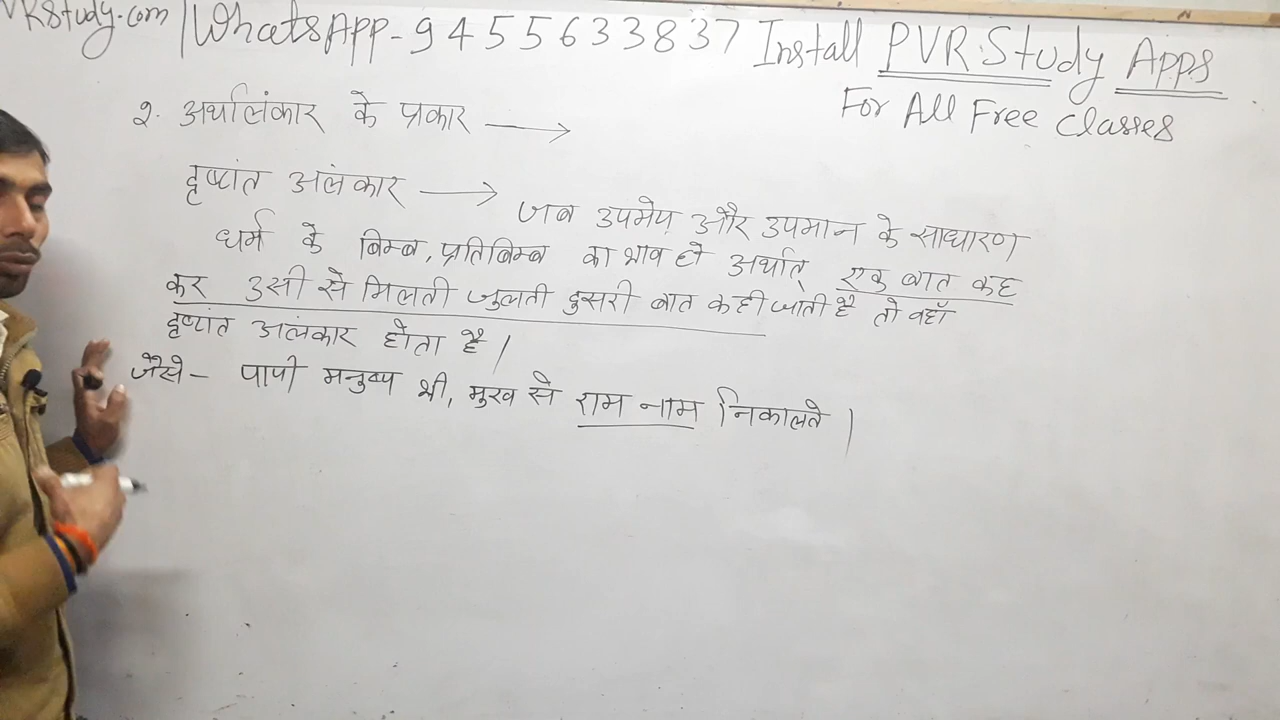 VRStudy.com | WhatsApp - 9455633837 Install PVR Study Apps
For All Free Classes
२. अर्थालंकार के प्रकार →
दृष्टांत अलंकार → जब उपमेय और उपमान के साधारण
धर्म के बिम्ब, प्रतिबिम्ब का भाव हो अर्थात् एक बात कह
कर उसी से मिलती जुलती दुसरी बात कही जाती है तो वहाँ
दृष्टांत अलंकार होता है।
जैसे - पापी मनुष्य भी, मुख से राम नाम निकालते।